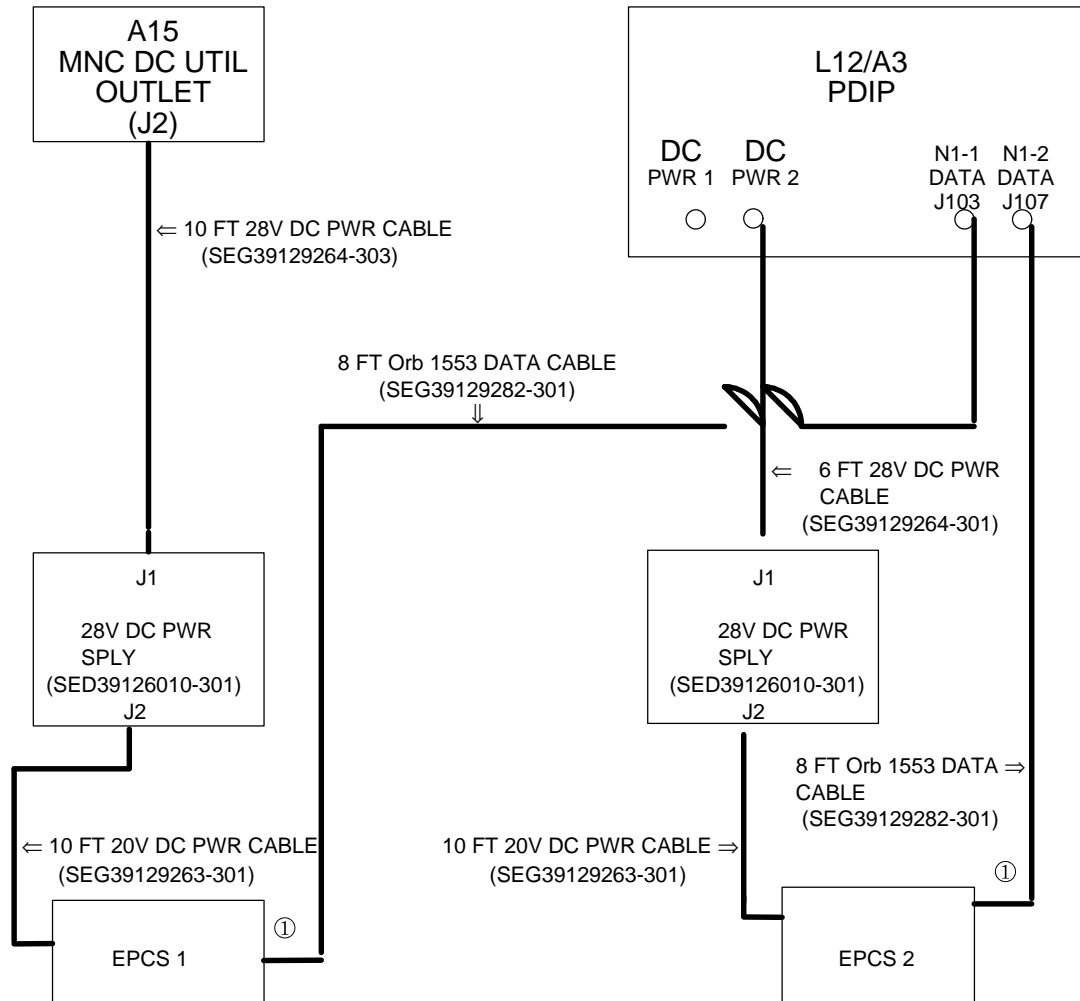 A15
MNC DC UTIL
OUTLET
(J2)
L12/A3
PDIP
DC
PWR 1
DC
PWR 2
N1-1
DATA
J103
N1-2
DATA
J107
⇐ 10 FT 28V DC PWR CABLE
(SEG39129264-303)
8 FT Orb 1553 DATA CABLE
(SEG39129282-301)
⇓
⇐ 6 FT 28V DC PWR
CABLE
(SEG39129264-301)
J1
28V DC PWR
SPLY
(SED39126010-301)
J2
J1
28V DC PWR
SPLY
(SED39126010-301)
J2
8 FT Orb 1553 DATA ⇒
CABLE
(SEG39129282-301)
⇐ 10 FT 20V DC PWR CABLE
(SEG39129263-301)
10 FT 20V DC PWR CABLE ⇒
(SEG39129263-301)
①
①
EPCS 1
EPCS 2